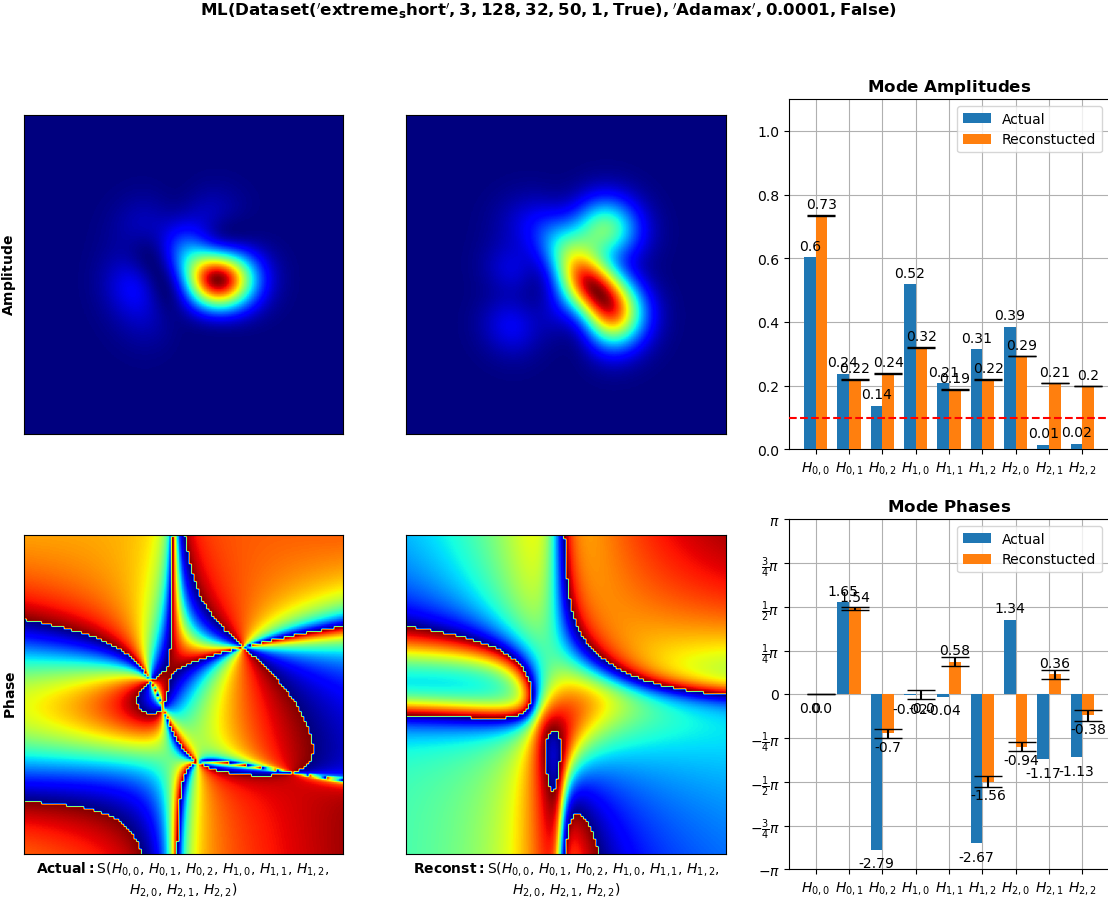 ML(Dataset('extreme_short', 3, 128, 32, 50, 1, True), 'Adamax', 0.0001, False)
Amplitude
Mode Amplitudes
Actual
Reconstucted
1.0
0.8
0.6
0.4
0.2
0.0
0.6
0.73
0.24
0.22
0.14
0.24
0.52
0.32
0.21
0.19
0.31
0.22
0.39
0.29
0.01
0.21
0.02
0.2
H0,0 H0,1 H0,2 H1,0 H1,1 H1,2 H2,0 H2,1 H2,2
Phase
Mode Phases
Actual
Reconstucted
π
3/4π
1/2π
1/4π
0
−1/4π
−1/2π
−3/4π
−π
0.0
0.0
1.65
1.54
-2.79
-0.7
-0.02
-0.0
-0.04
0.58
-2.67
-1.56
1.34
-0.94
-1.17
0.36
-1.13
-0.38
H0,0 H0,1 H0,2 H1,0 H1,1 H1,2 H2,0 H2,1 H2,2
Actual: S(H0,0, H0,1, H0,2, H1,0, H1,1, H1,2,
H2,0, H2,1, H2,2)
Reconst: S(H0,0, H0,1, H0,2, H1,0, H1,1, H1,2,
H2,0, H2,1, H2,2)